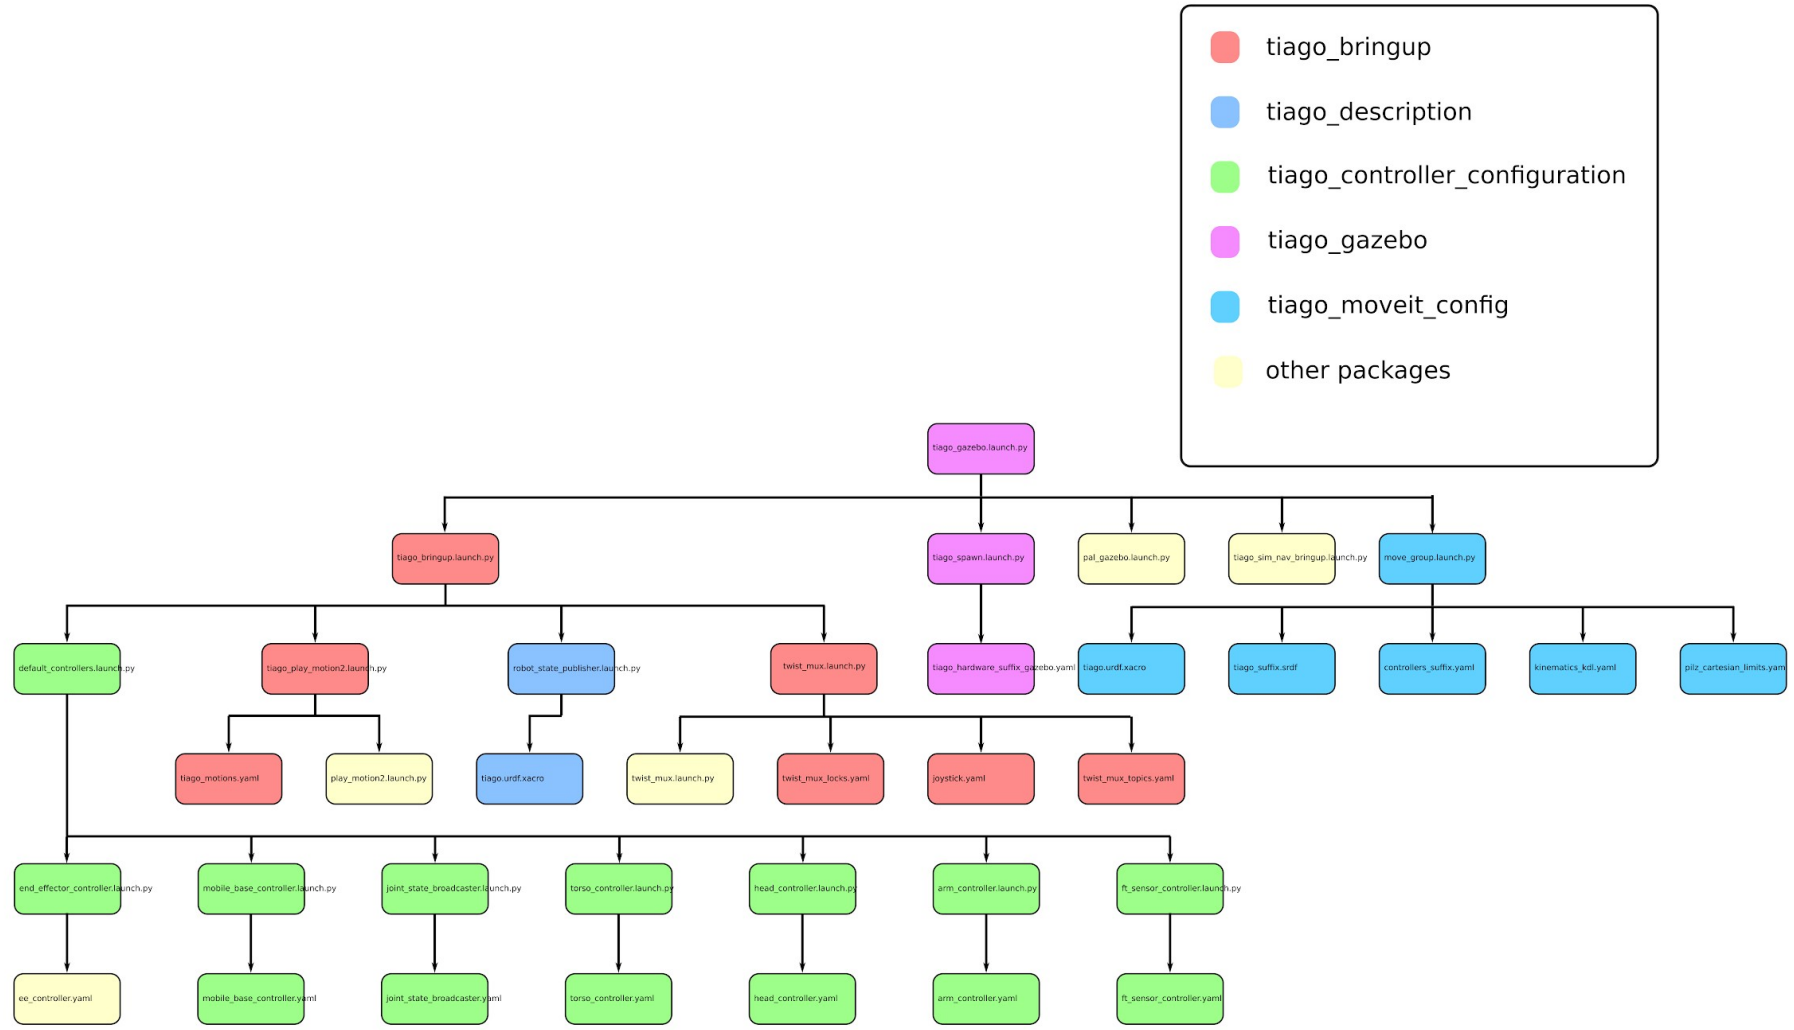 tiago_bringup
tiago_description
tiago_controller_configuration
tiago_gazebo
tiago_moveit_config
other packages
tiago_gazebo.launch.py
tiago_bringup.launch.py
tiago_spawn.launch.py
pal_gazebo.launch.py
tiago_sim_nav_bringup.launch.py
move_group.launch.py
default_controllers.launch.py
tiago_play_motion2.launch.py
robot_state_publisher.launch.py
twist_mux.launch.py
tiago_hardware_suffix_gazebo.yaml
tiago.urdf.xacro
tiago_suffix.srdf
controllers_suffix.yaml
kinematics_kdl.yaml
pilz_cartesian_limits.yam
tiago_motions.yaml
play_motion2.launch.py
tiago.urdf.xacro
twist_mux.launch.py
twist_mux_locks.yaml
joystick.yaml
twist_mux_topics.yaml
end_effector_controller.launch.py
mobile_base_controller.launch.py
joint_state_broadcaster.launch.py
torso_controller.launch.py
head_controller.launch.py
arm_controller.launch.py
ft_sensor_controller.launch.py
ee_controller.yaml
mobile_base_controller.yaml
joint_state_broadcaster.yaml
torso_controller.yaml
head_controller.yaml
arm_controller.yaml
ft_sensor_controller.yaml